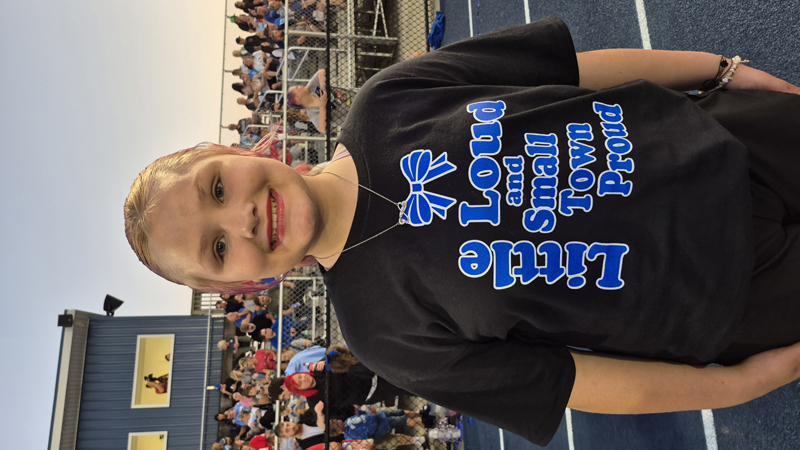 Little
Loud
and
Small
Town
Proud